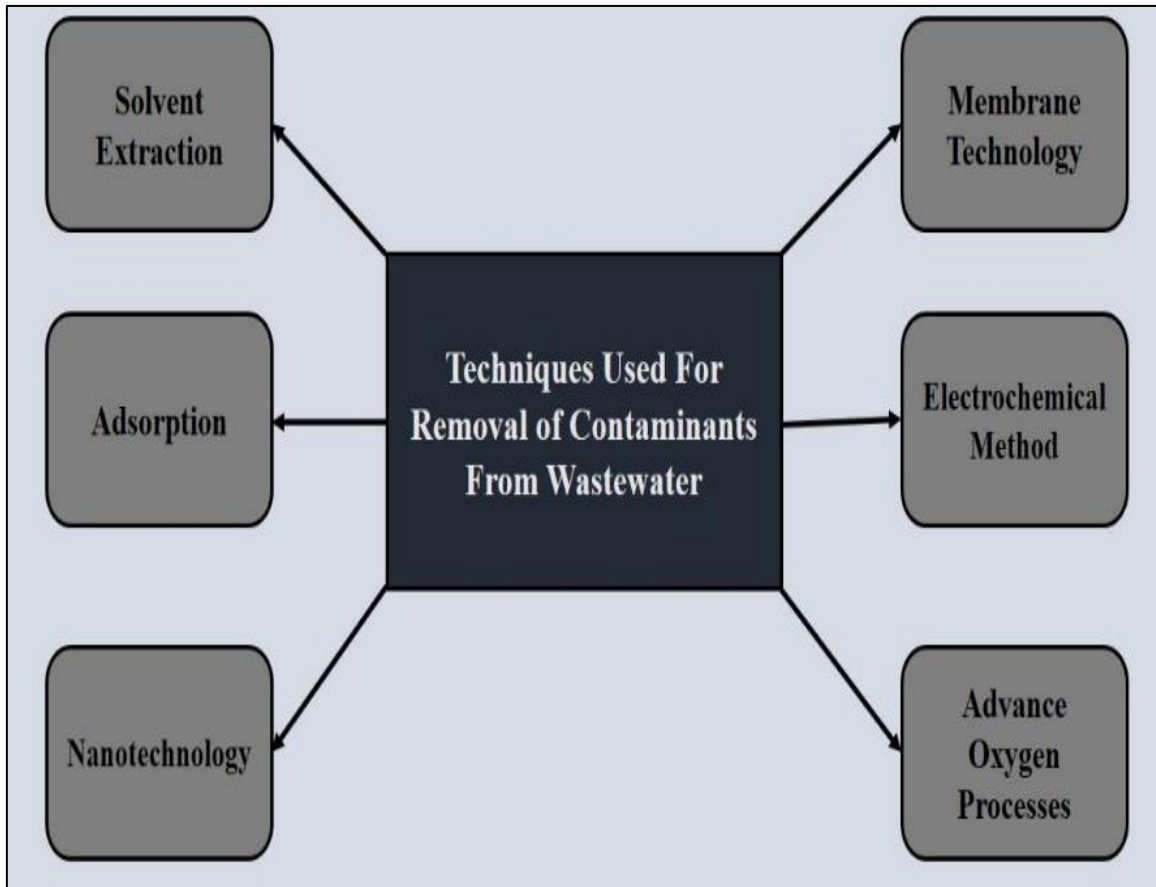 Solvent
Extraction
Membrane
Technology
Techniques Used For
Removal of Contaminants
From Wastewater
Adsorption
Electrochemical
Method
Nanotechnology
Advance
Oxygen
Processes